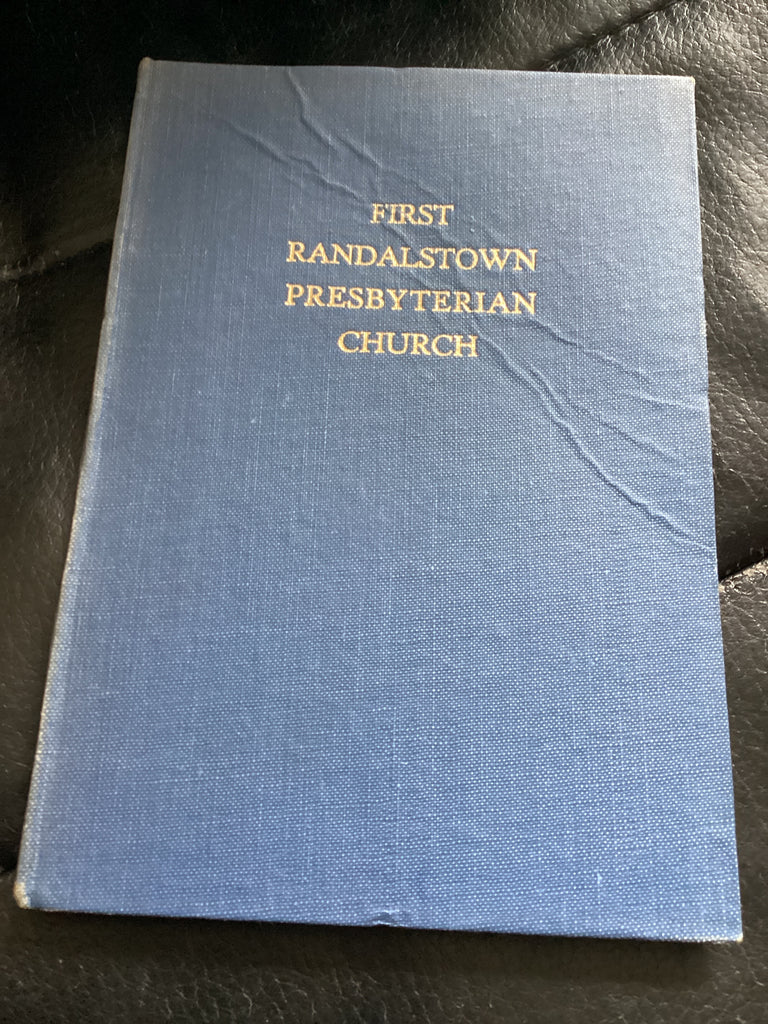 FIRST
RANDALSTOWN
PRESBYTERIAN
CHURCH